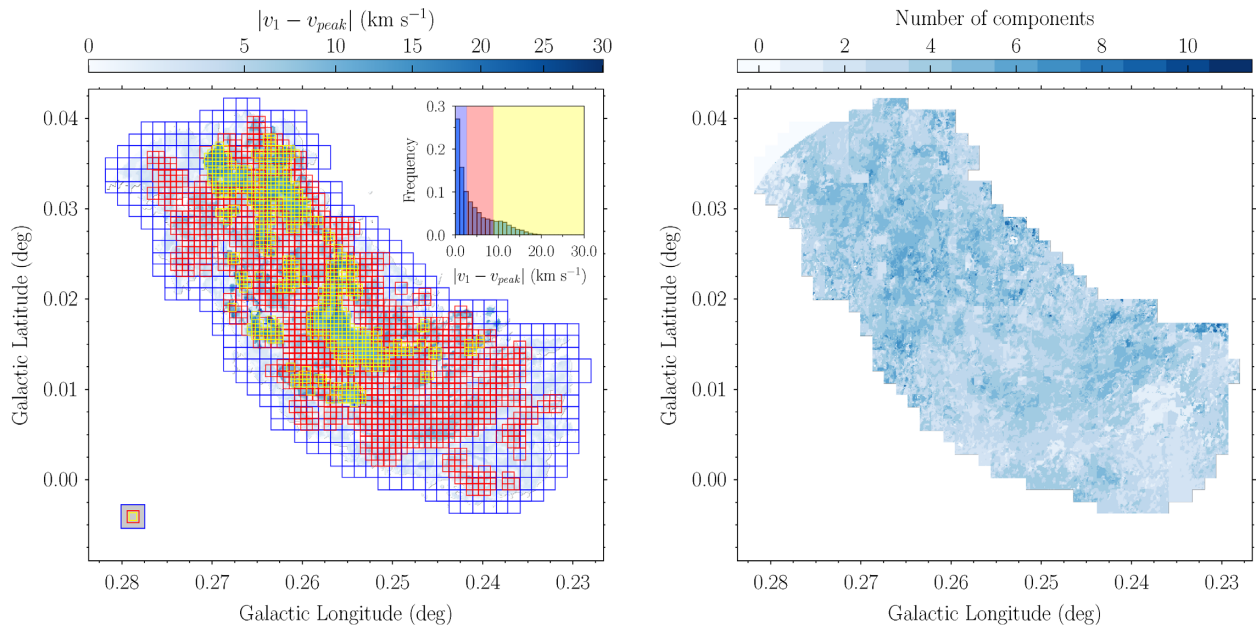 |v₁ − v_peak| (km s⁻¹)
0 5 10 15 20 25 30
0.04
0.03
0.02
0.01
0.00
Galactic Latitude (deg)
0.28 0.27 0.26 0.25 0.24 0.23
Galactic Longitude (deg)
0.3
0.2
0.1
0.0
Frequency
0.0 10.0 20.0 30.0
|v₁ − v_peak| (km s⁻¹)
Number of components
0 2 4 6 8 10
0.04
0.03
0.02
0.01
0.00
Galactic Latitude (deg)
0.28 0.27 0.26 0.25 0.24 0.23
Galactic Longitude (deg)